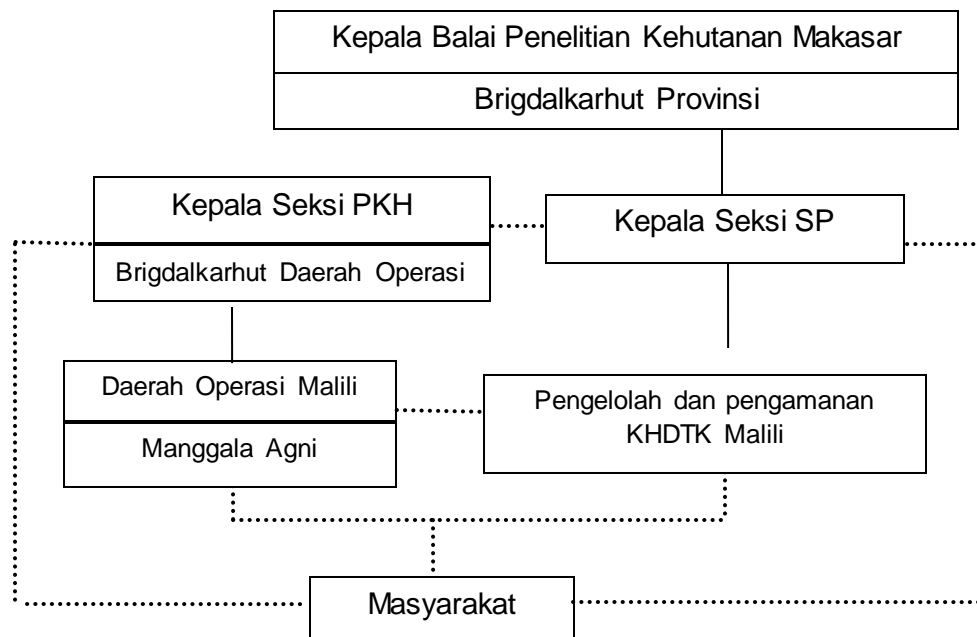 Kepala Balai Penelitian Kehutanan Makasar
Brigdalkarhut Provinsi
Kepala Seksi PKH
Brigdalkarhut Daerah Operasi
Kepala Seksi SP
Daerah Operasi Malili
Manggala Agni
Pengelolah dan pengamanan
KHDTK Malili
Masyarakat